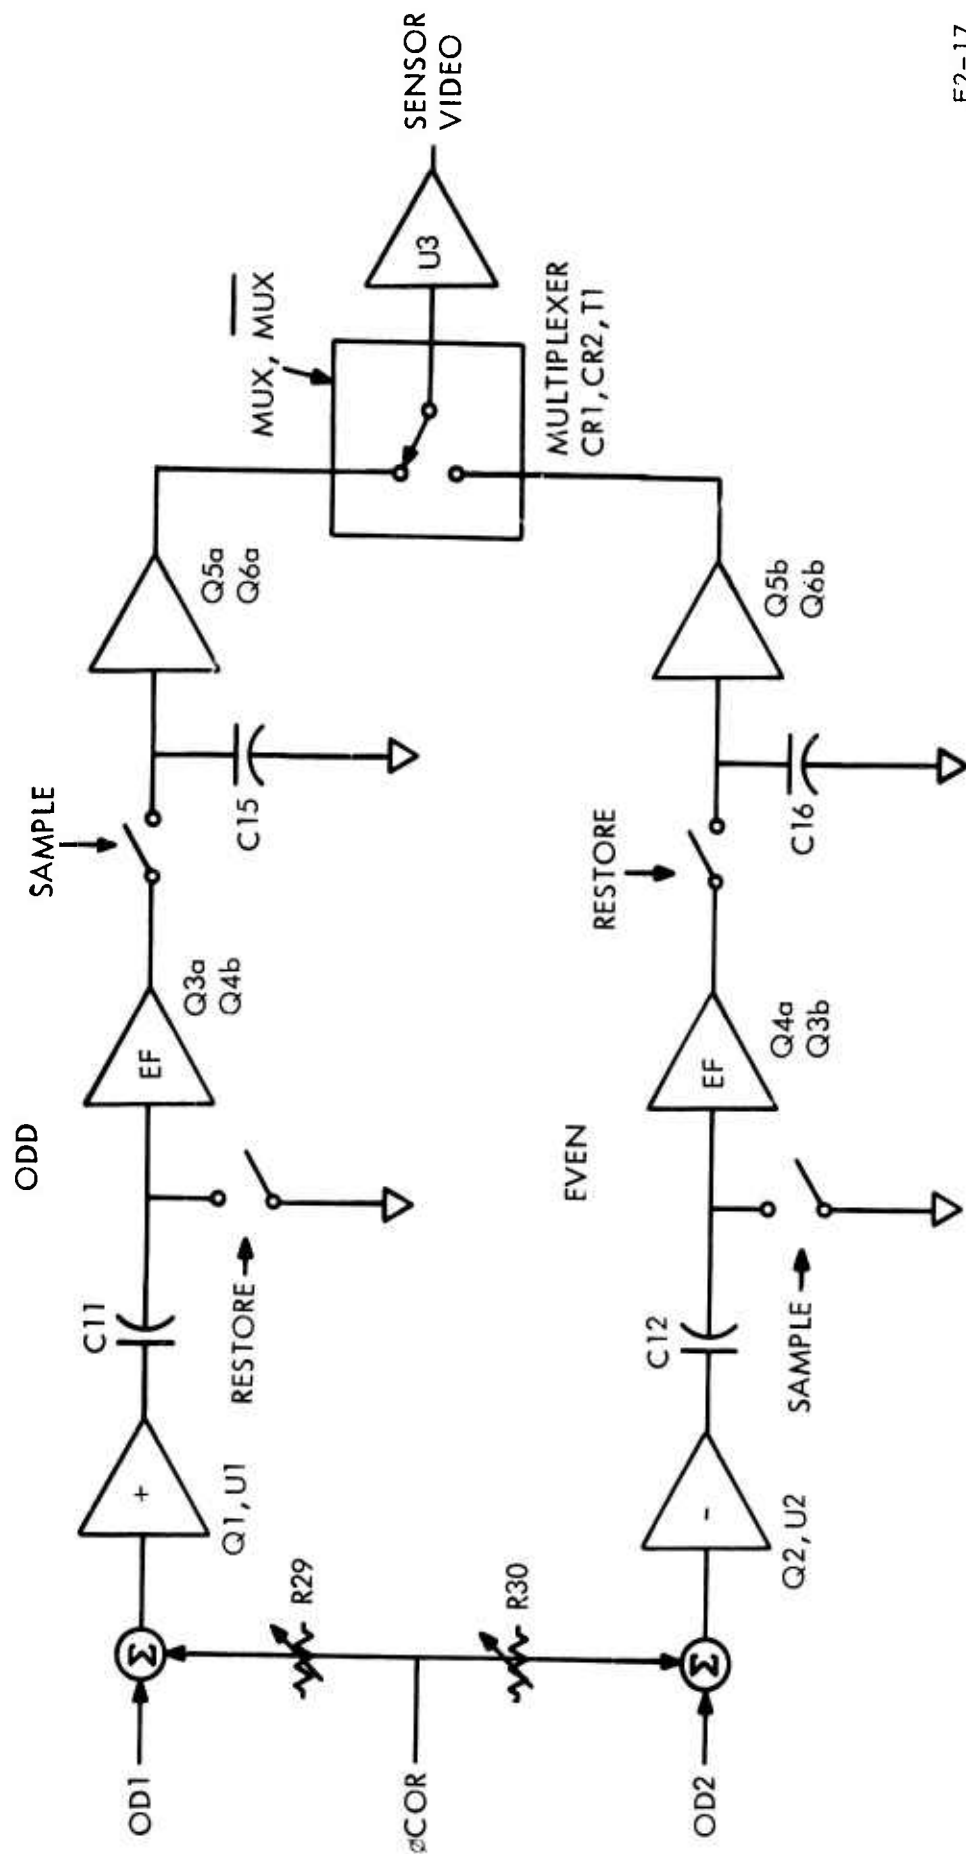 ODD
OD1
Σ
Q1, U1
+
C11
RESTORE
EF
Q3a
Q4b
SAMPLE
C15
Q5a
Q6a
R29
øCOR
R30
MUX, MUX
MULTIPLEXER
CR1, CR2, T1
U3
SENSOR
VIDEO
EVEN
OD2
Σ
Q2, U2
-
C12
SAMPLE
EF
Q4a
Q3b
RESTORE
C16
Q5b
Q6b